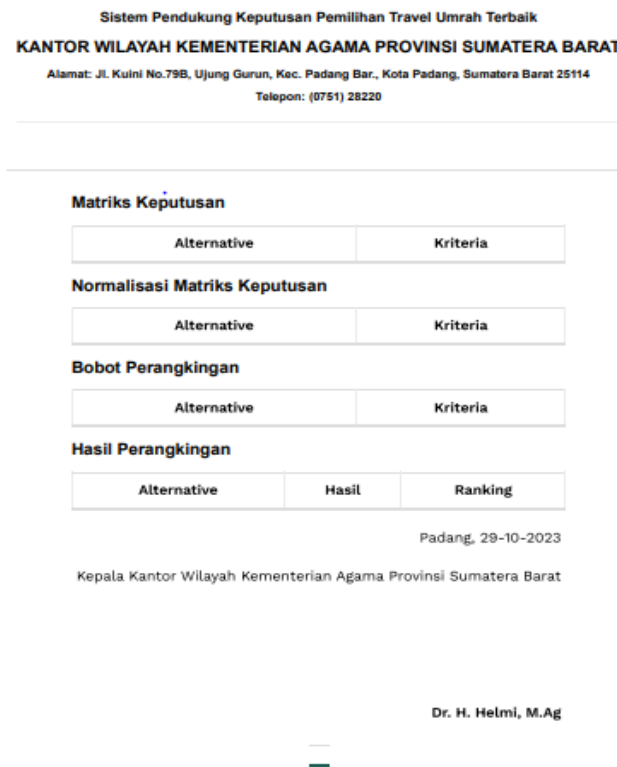 Sistem Pendukung Keputusan Pemilihan Travel Umrah Terbaik
KANTOR WILAYAH KEMENTERIAN AGAMA PROVINSI SUMATERA BARAT
Alamat: Jl. Kuini No.79B, Ujung Gurun, Kec. Padang Bar., Kota Padang, Sumatera Barat 25114
Telepon: (0751) 28220
Matriks Keputusan
Alternative Kriteria
Normalisasi Matriks Keputusan
Alternative Kriteria
Bobot Perangkingan
Alternative Kriteria
Hasil Perangkingan
Alternative Hasil Ranking
Padang, 29-10-2023
Kepala Kantor Wilayah Kementerian Agama Provinsi Sumatera Barat
Dr. H. Helmi, M.Ag